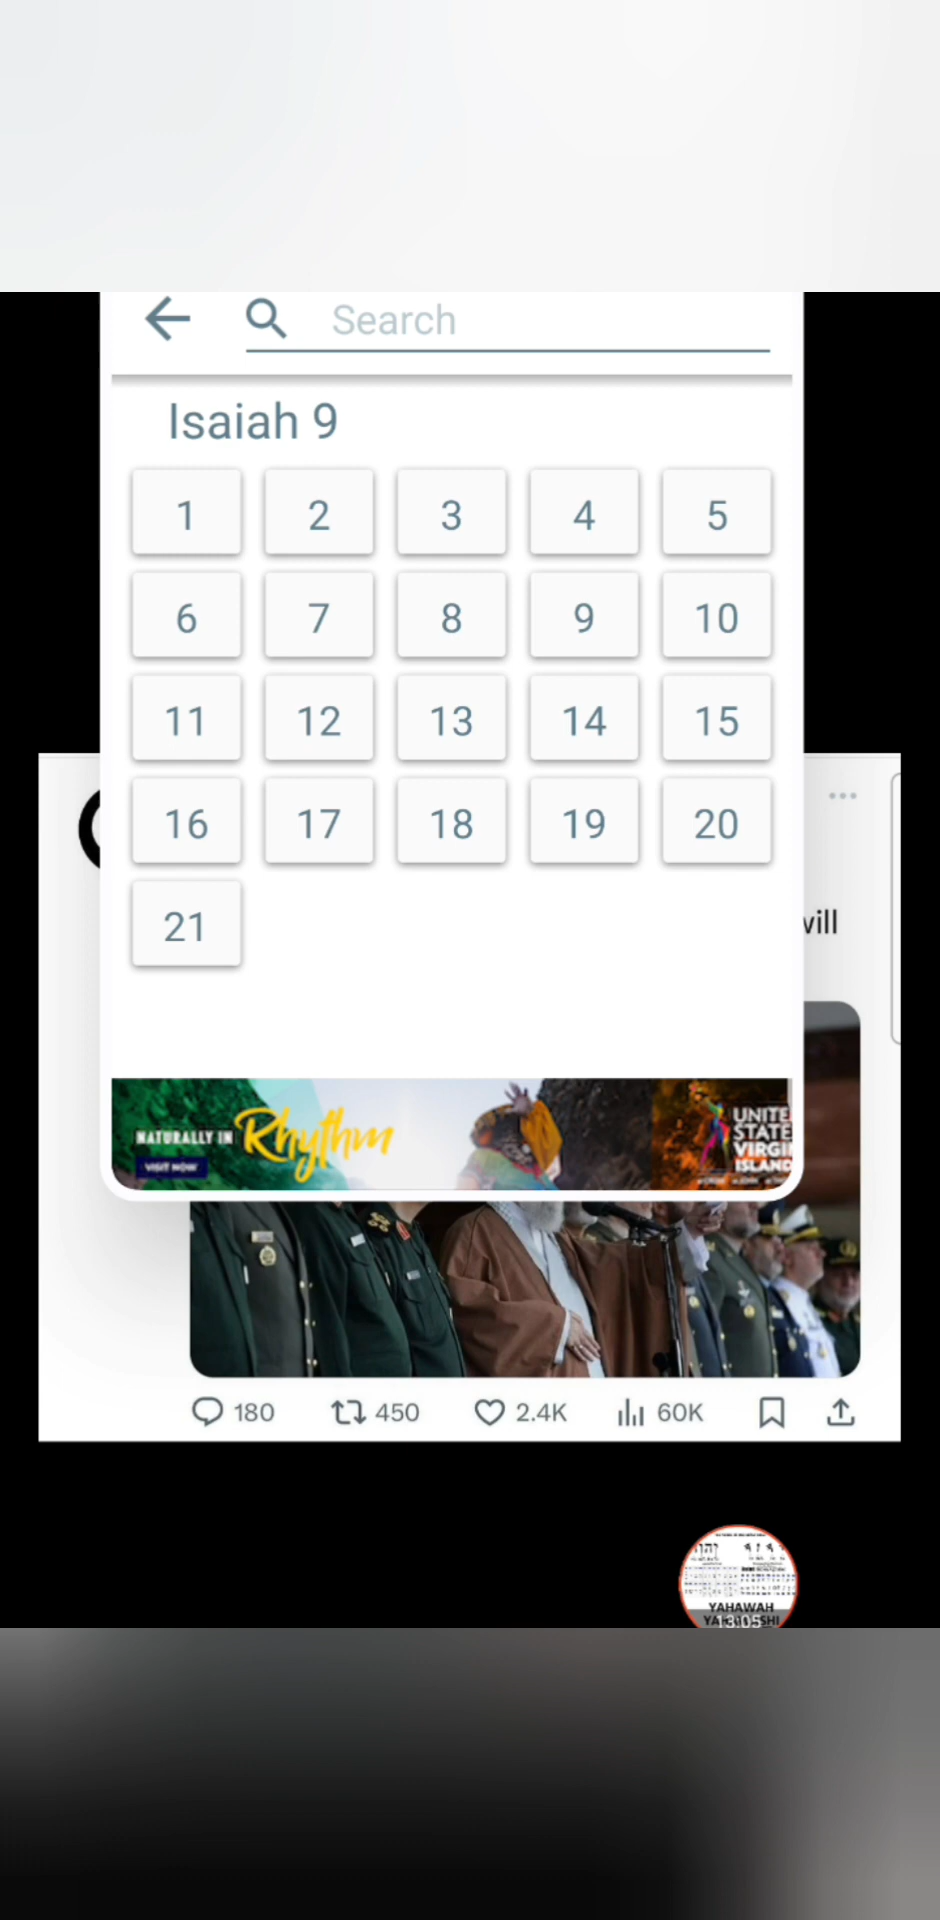 Search
Isaiah 9
1 2 3 4 5
6 7 8 9 10
11 12 13 14 15
16 17 18 19 20
21
vill
NATURALLY IN Rhythm
VISIT NOW
UNITE
STATE
VIRGI
ISLAND
180 450 2.4K 60K
YAHAWAH
13:05